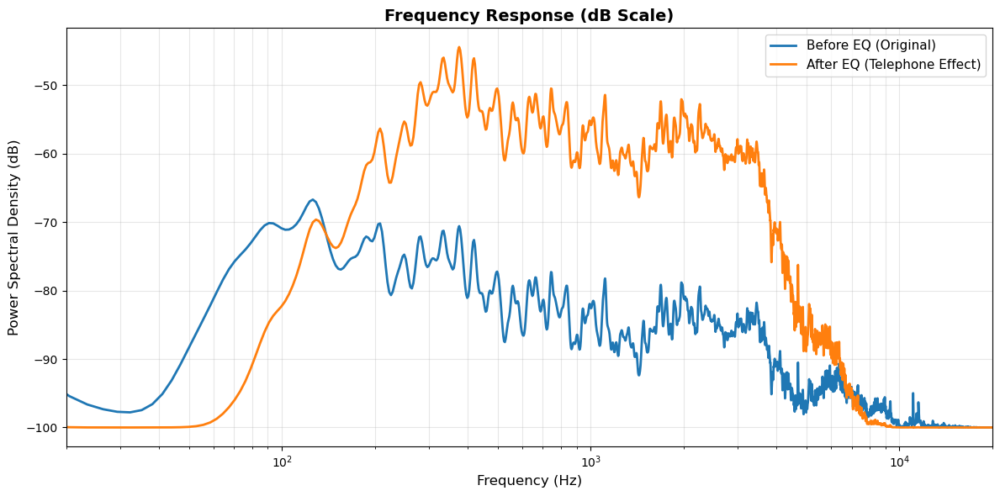 Frequency Response (dB Scale)
Before EQ (Original)
After EQ (Telephone Effect)
Power Spectral Density (dB)
−50
−60
−70
−80
−90
−100
10²
10³
10⁴
Frequency (Hz)